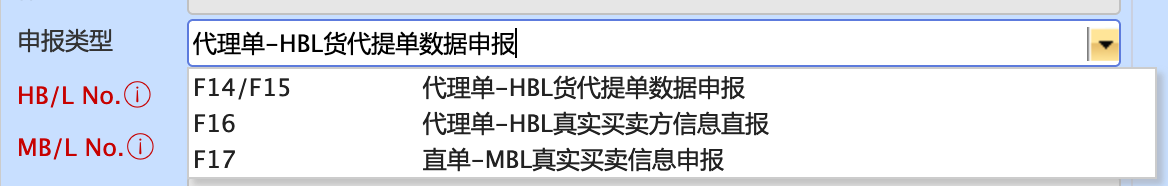 申报类型 代理单-HBL货代提单数据申报
F14/F15 代理单-HBL货代提单数据申报
HB/L No.ⓘ
F16 代理单-HBL真实买卖方信息直报
MB/L No.ⓘ
F17 直单-MBL真实买卖信息申报